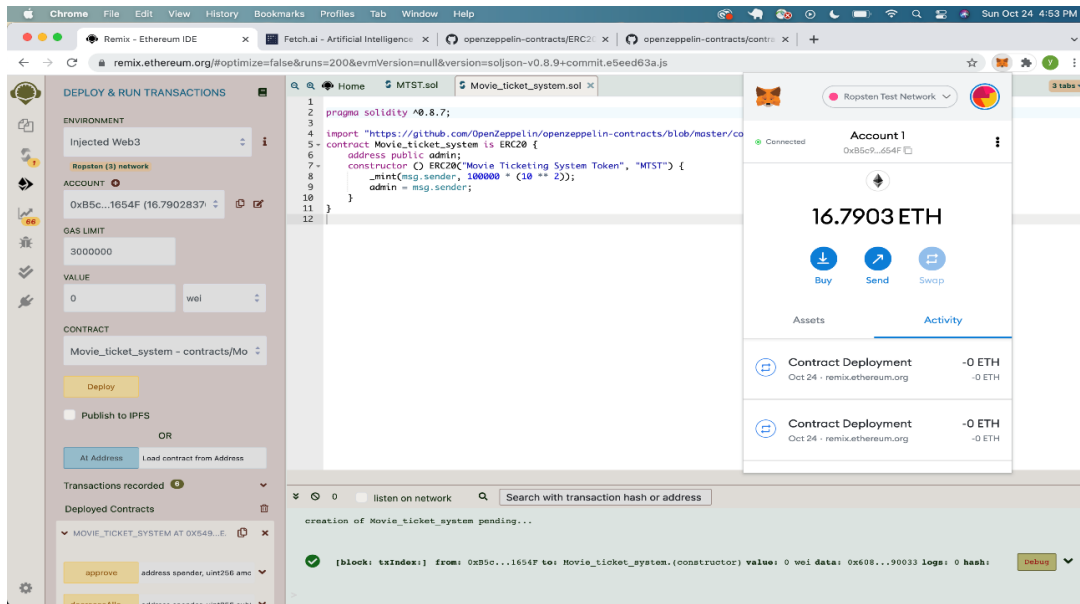 Chrome File Edit View History Bookmarks Profiles Tab Window Help Sun Oct 24 4:53 PM
Remix - Ethereum IDE Fetch.ai - Artificial Intelligence openzeppelin-contracts/ERC20 openzeppelin-contracts/contra
remix.ethereum.org/#optimize=false&runs=200&evmVersion=null&version=soljson-v0.8.9+commit.e5eed63a.js
DEPLOY & RUN TRANSACTIONS
ENVIRONMENT
Injected Web3
i
Ropsten (3) network
ACCOUNT
0xB5c...1654F (16.7902837
GAS LIMIT
3000000
VALUE
0 wei
CONTRACT
Movie_ticket_system - contracts/Mo
Deploy
Publish to IPFS
OR
At Address Load contract from Address
Transactions recorded 6
Deployed Contracts
MOVIE_TICKET_SYSTEM AT 0X549...E.
approve address spender, uint256 amo
66
Home MTST.sol Movie_ticket_system.sol 3 tabs
1
2 pragma solidity ^0.8.7;
3
4 import "https://github.com/OpenZeppelin/openzeppelin-contracts/blob/master/co
5 contract Movie_ticket_system is ERC20 {
6 address public admin;
7 constructor () ERC20("Movie Ticketing System Token", "MTST") {
8 _mint(msg.sender, 100000 * (10 ** 2));
9 admin = msg.sender;
10 }
11 }
12
Ropsten Test Network
Connected
Account 1
0xB5c9...654F
16.7903 ETH
Buy Send Swap
Assets Activity
Contract Deployment -0 ETH
Oct 24 · remix.ethereum.org -0 ETH
Contract Deployment -0 ETH
Oct 24 · remix.ethereum.org -0 ETH
0 listen on network Search with transaction hash or address
creation of Movie_ticket_system pending...
[block: txIndex:] from: 0xB5c...1654F to: Movie_ticket_system.(constructor) value: 0 wei data: 0x608...90033 logs: 0 hash: Debug
>